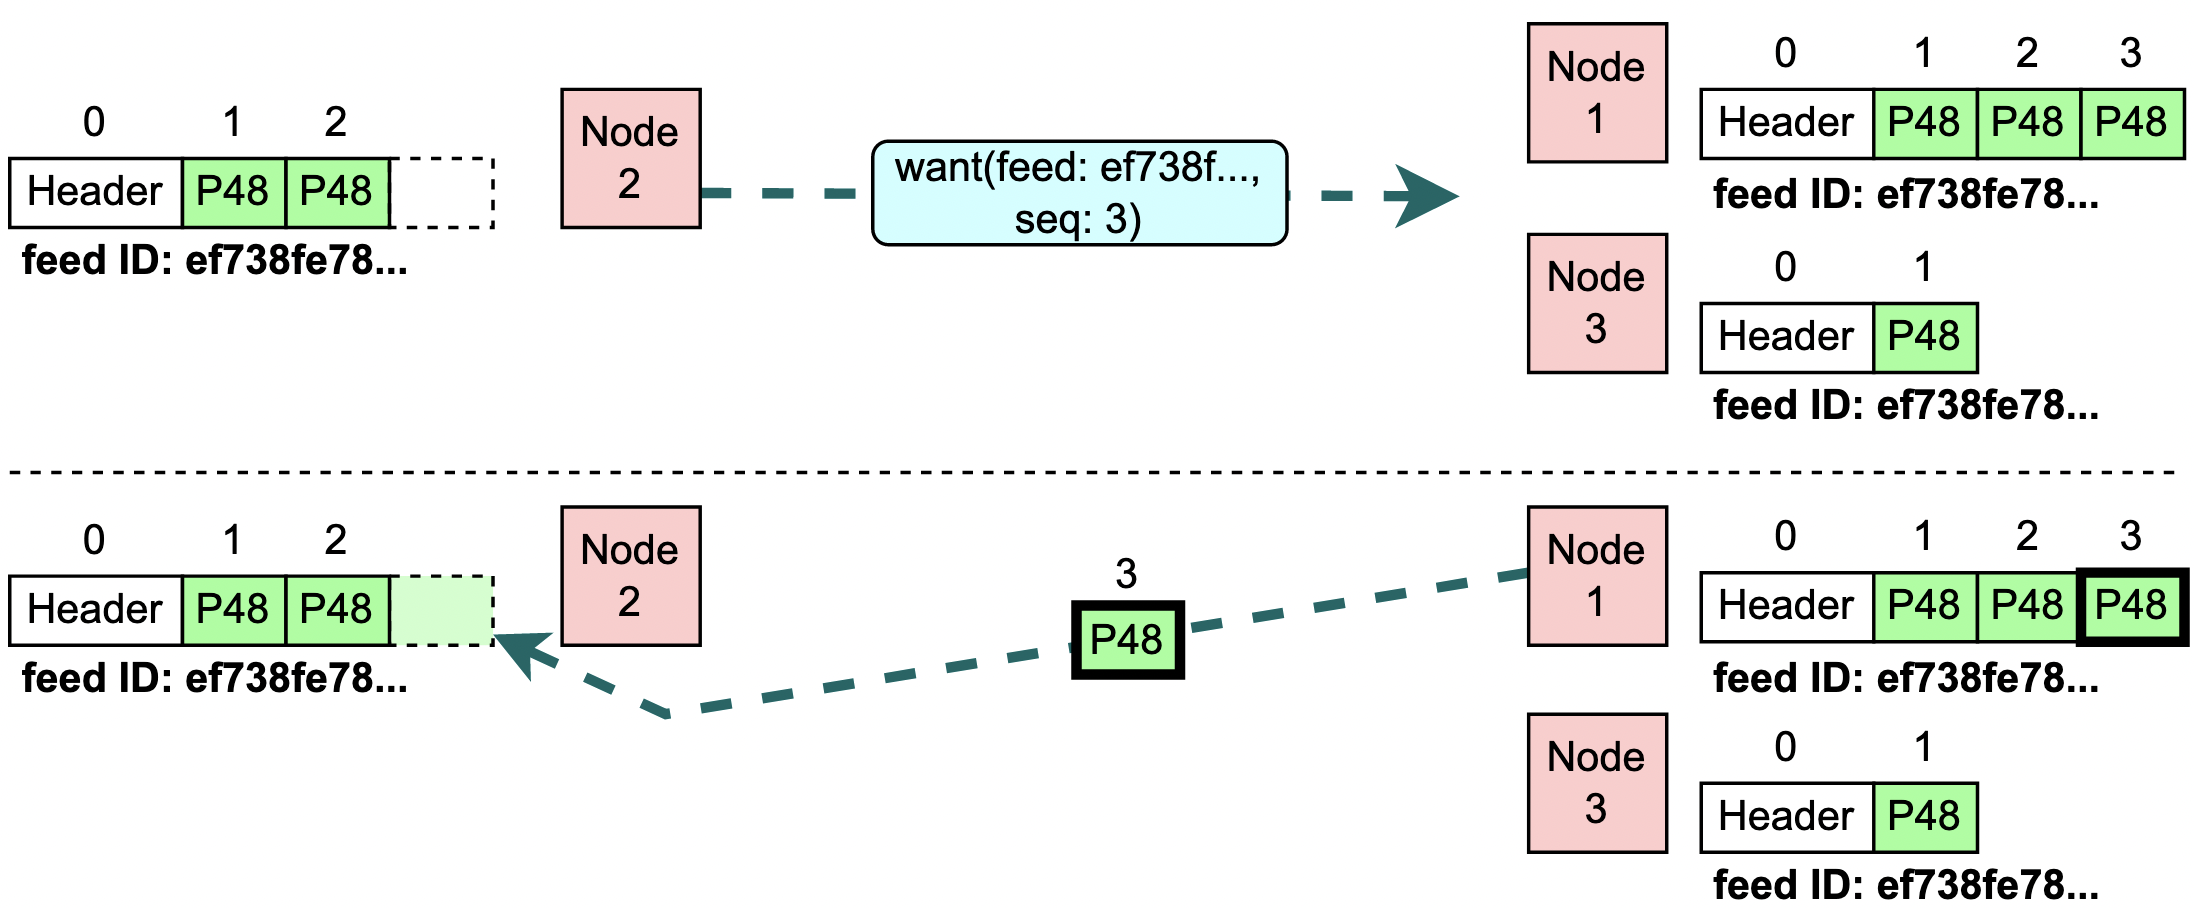 0 1 2
Header P48 P48
feed ID: ef738fe78...
Node
2
want(feed: ef738f...,
seq: 3)
Node
1
0 1 2 3
Header P48 P48 P48
feed ID: ef738fe78...
Node
3
0 1
Header P48
feed ID: ef738fe78...
0 1 2
Header P48 P48
feed ID: ef738fe78...
Node
2
3
P48
Node
1
0 1 2 3
Header P48 P48 P48
feed ID: ef738fe78...
Node
3
0 1
Header P48
feed ID: ef738fe78...